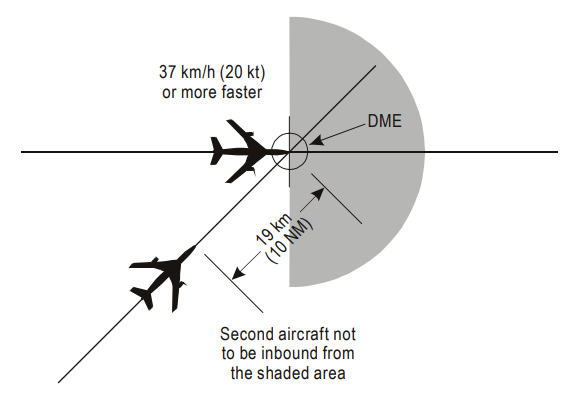 37 km/h (20 kt)
or more faster
DME
19 km
(10 NM)
Second aircraft not
to be inbound from
the shaded area